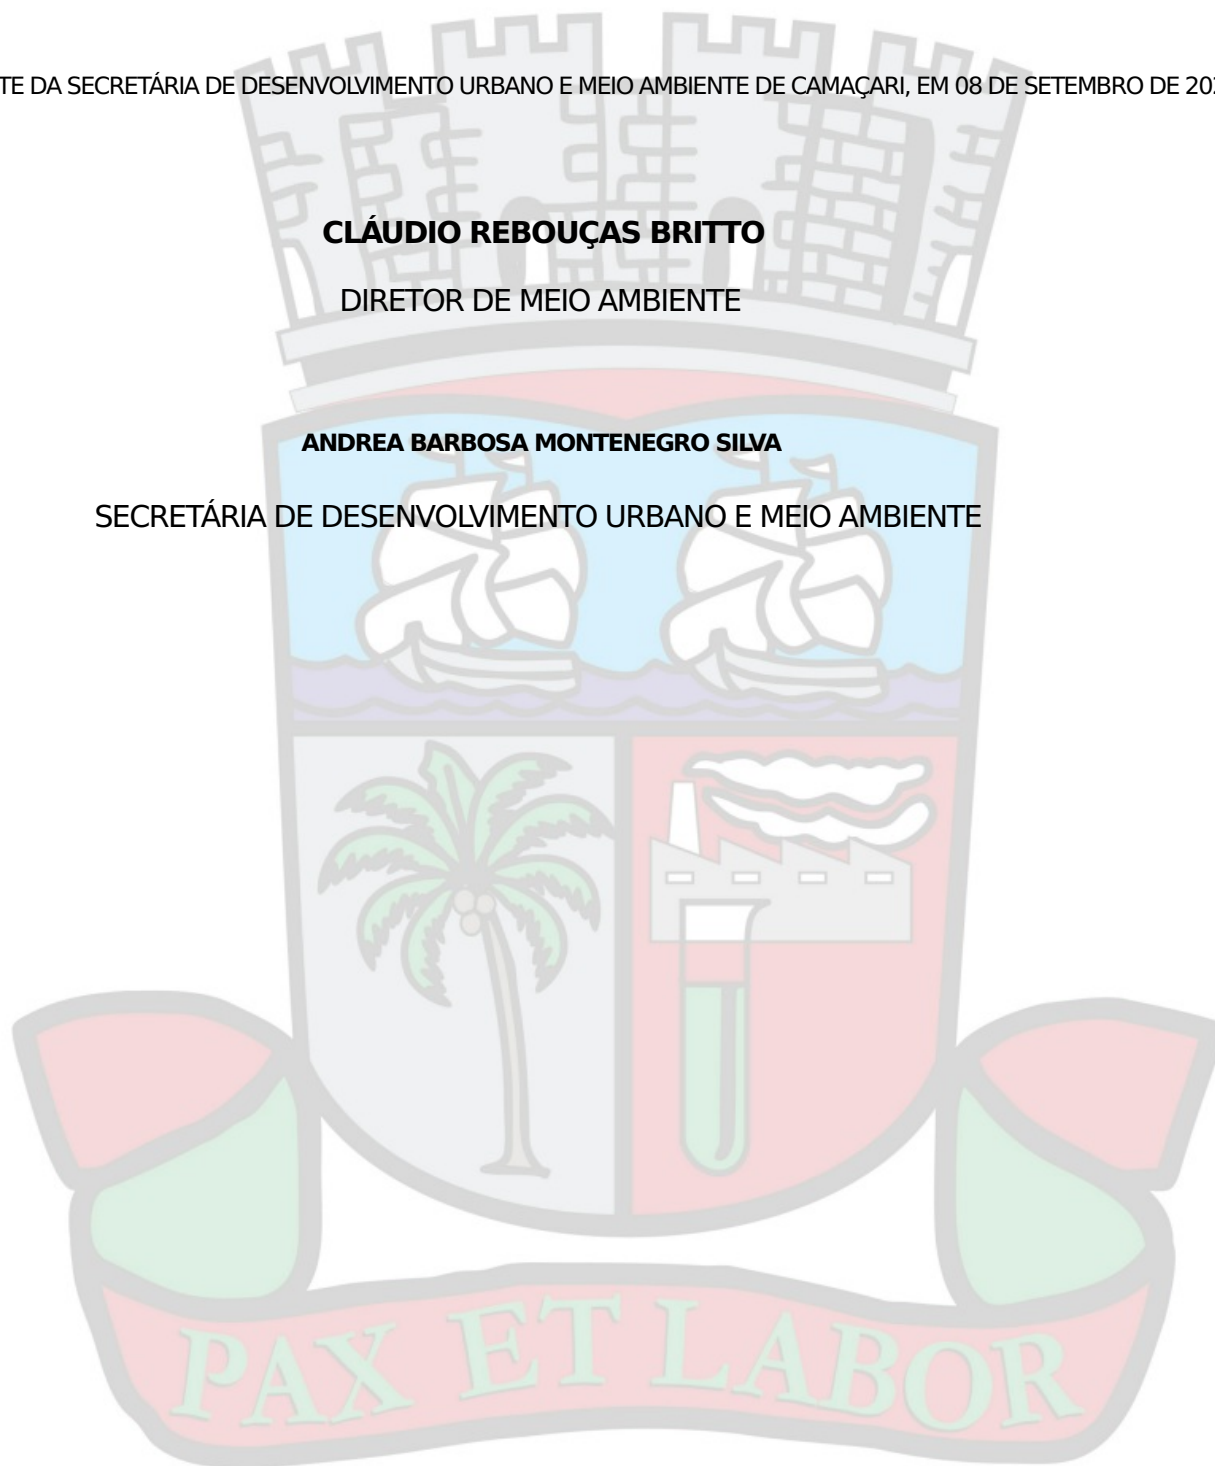 TE DA SECRETÁRIA DE DESENVOLVIMENTO URBANO E MEIO AMBIENTE DE CAMAÇARI, EM 08 DE SETEMBRO DE 20
CLÁUDIO REBOUÇAS BRITTO
DIRETOR DE MEIO AMBIENTE
ANDREA BARBOSA MONTENEGRO SILVA
SECRETÁRIA DE DESENVOLVIMENTO URBANO E MEIO AMBIENTE
PAX ET LABOR